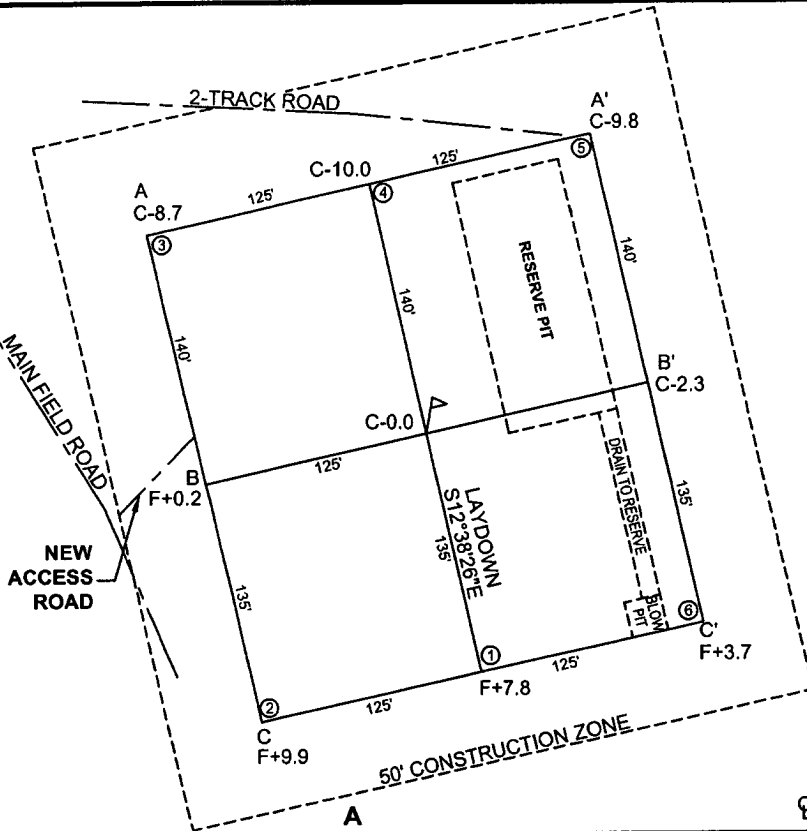 2-TRACK ROAD
A'
C-9.8
⑤
125'
C-10.0
④
125'
A
C-8.7
③
RESERVE PIT
140'
140'
140'
MAIN FIELD ROAD
B'
C-2.3
C-0.0
125'
B
F+0.2
DRAIN TO RESERVE
LAYDOWN
S12°38'26"E
135'
135'
135'
NEW
ACCESS
ROAD
BLOW
PIT
⑥
C'
F+3.7
①
F+7.8
125'
125'
②
C
F+9.9
50' CONSTRUCTION ZONE
A